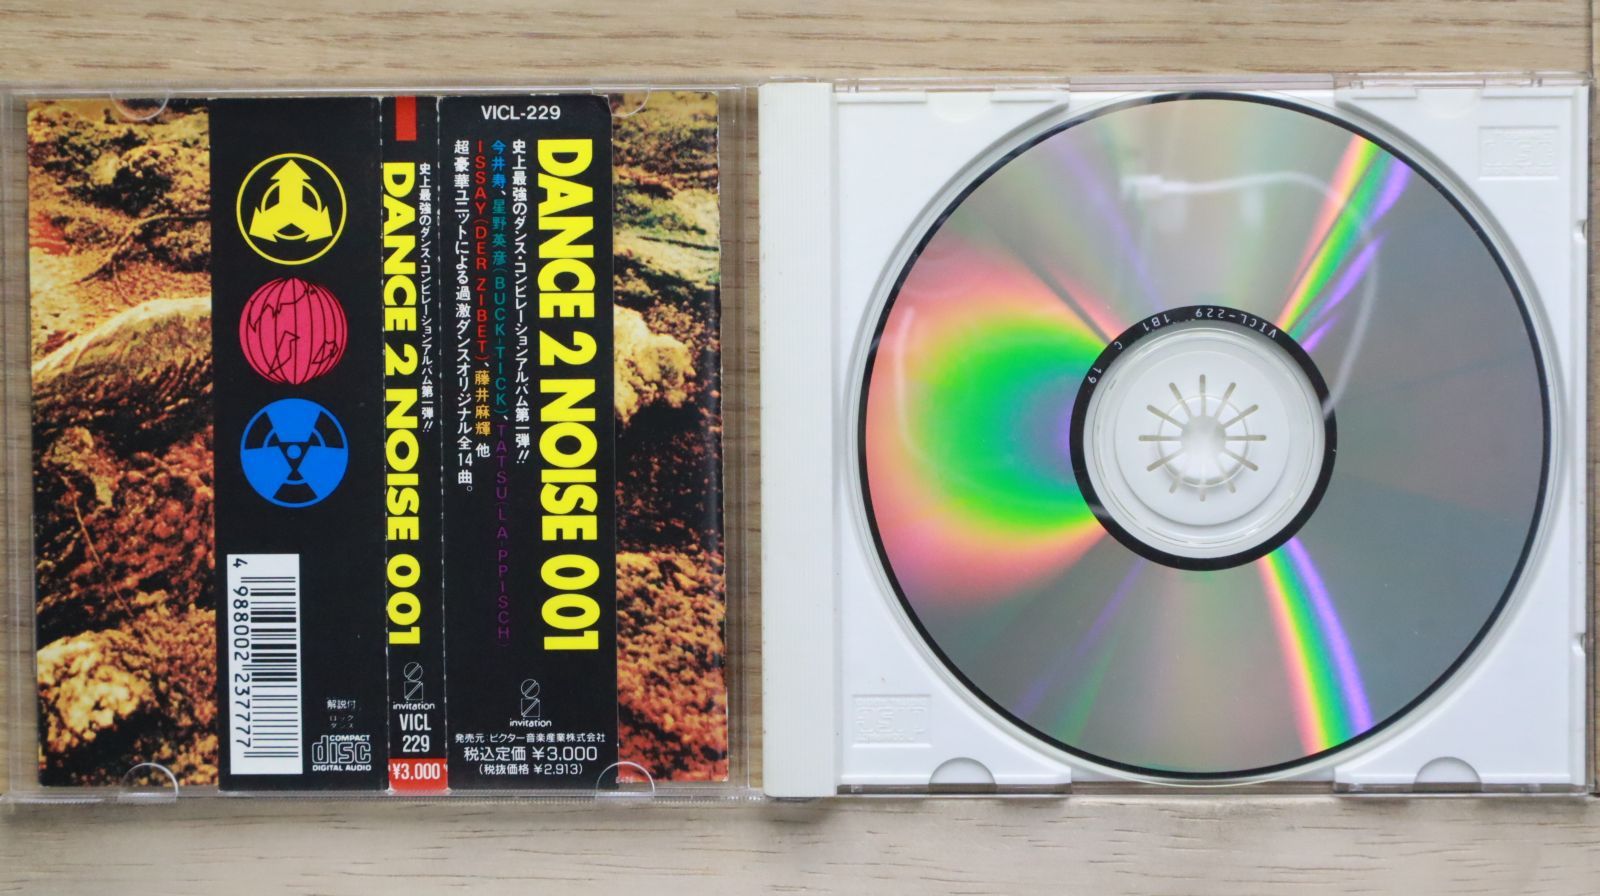 VICL-229
DANCE 2 NOISE 001
史上最強のダンス・コンピレーションアルバム第一弾!!
今井寿、星野英彦(BUCK-TICK)、TATSU(LÄ-PPISCH)
ISSAY(DER ZIBET)、藤井麻輝 他
超豪華ユニットによる過激ダンスオリジナル全14曲。
invitation
発売元:ビクター音楽産業株式会社
税込定価 ¥3,000
(税抜価格 ¥2,913)
史上最強のダンス・コンピレーションアルバム第一弾!!
DANCE 2 NOISE 001
invitation
VICL
229
¥3,000
4 988002 237777
解説付
ロック
ダンス
COMPACT
disc
DIGITAL AUDIO
VICL-229 1B1